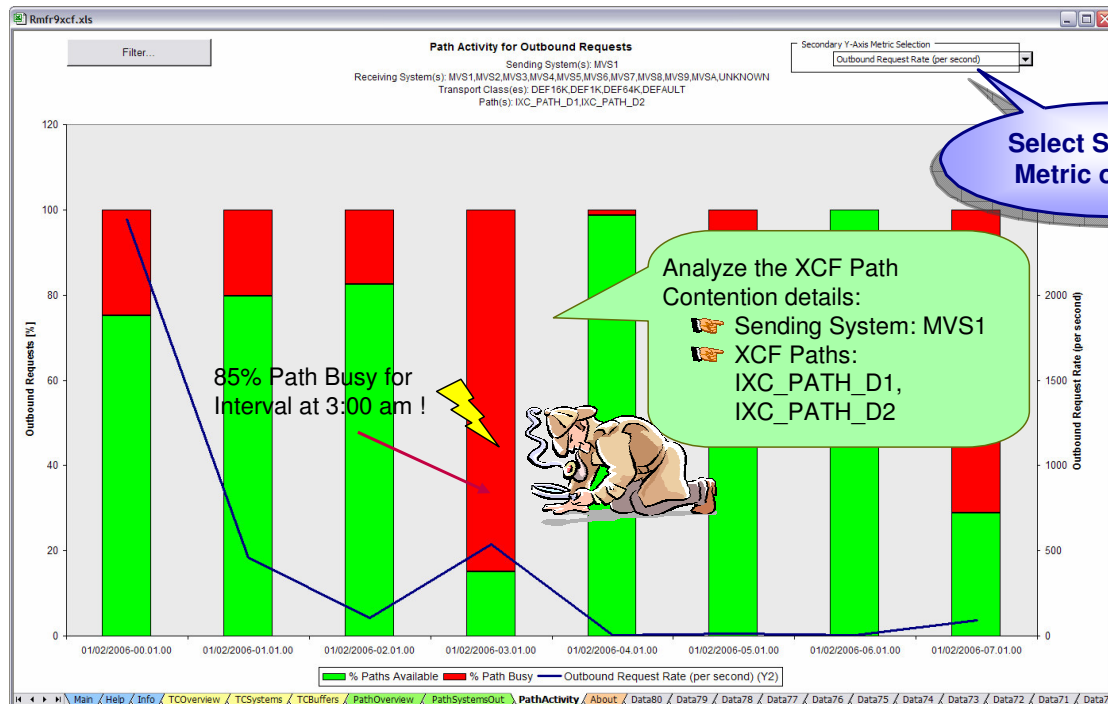 Rmfr9xcf.xls
Filter...
Path Activity for Outbound Requests
Sending System(s): MVS1
Receiving System(s): MVS1,MVS2,MVS3,MVS4,MVS5,MVS6,MVS7,MVS8,MVS9,MVSA,UNKNOWN
Transport Class(es): DEF16K,DEF1K,DEF64K,DEFAULT
Path(s): IXC_PATH_D1,IXC_PATH_D2
Secondary Y-Axis Metric Selection
Outbound Request Rate (per second)
Select S
Metric o
120
100
80
60
40
20
0
Outbound Requests [%]
2000
1500
1000
500
0
Outbound Request Rate (per second)
85% Path Busy for
Interval at 3:00 am !
Analyze the XCF Path
Contention details:
Sending System: MVS1
XCF Paths:
IXC_PATH_D1,
IXC_PATH_D2
01/02/2006-00.01.00
01/02/2006-01.01.00
01/02/2006-02.01.00
01/02/2006-03.01.00
01/02/2006-04.01.00
01/02/2006-05.01.00
01/02/2006-06.01.00
01/02/2006-07.01.00
% Paths Available % Path Busy Outbound Request Rate (per second) (Y2)
Main / Help / Info / TCOverview / TCSystems / TCBuffers / PathOverview / PathSystemsOut \ PathActivity / About / Data80 / Data79 / Data78 / Data77 / Data76 / Data75 / Data74 / Data73 / Data72 / Data71 / Data7